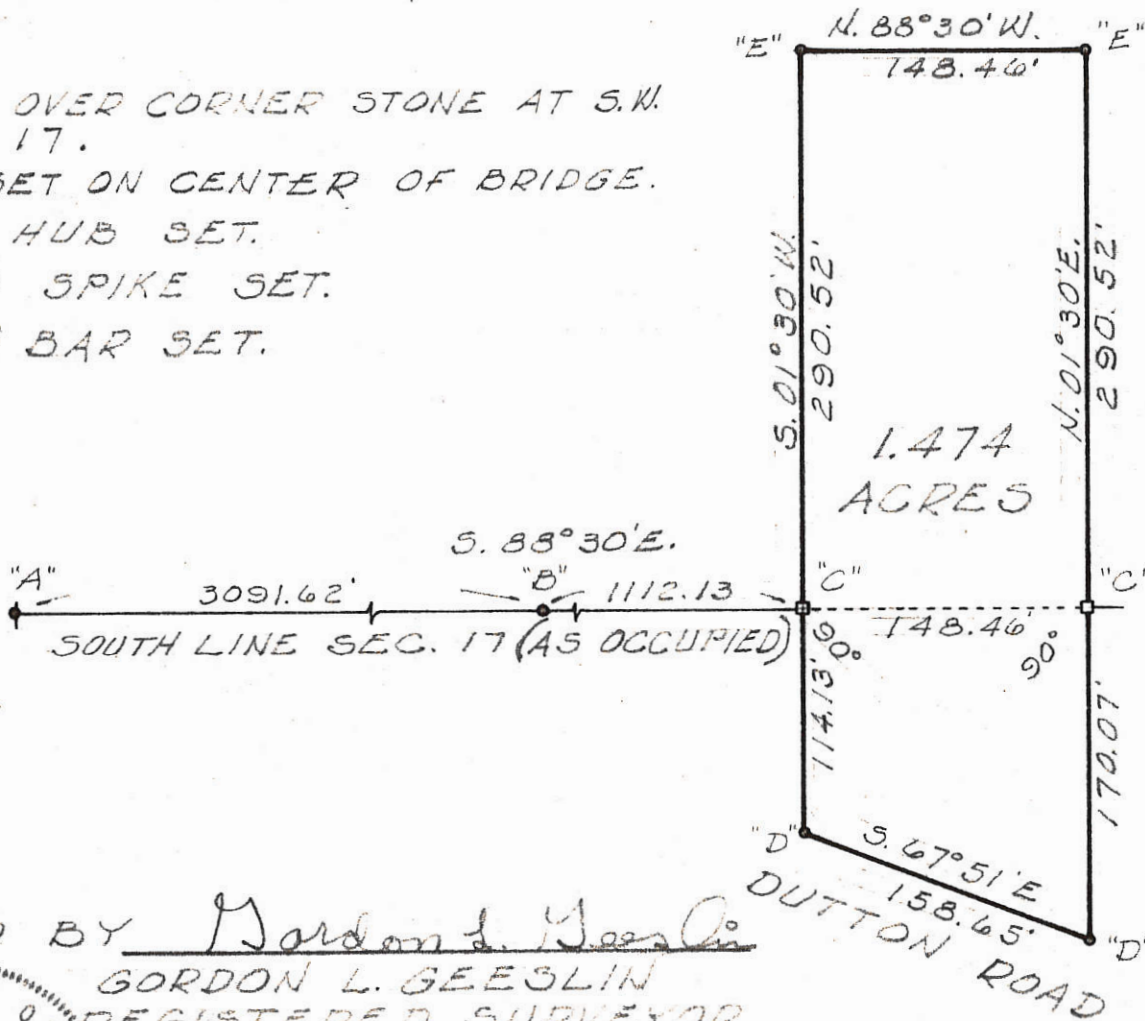 N. 88°30' W.
"E"
"E"
148.46'
OVER CORNER STONE AT S.W.
17.
SET ON CENTER OF BRIDGE.
HUB SET.
SPIKE SET.
BAR SET.
S. 01°30' W.
290.52'
N. 01°30' E.
290.52'
1.474
ACRES
S. 88°30' E.
"A"
3091.62'
"B"
1112.13
"C"
"C"
148.46'
SOUTH LINE SEC. 17 (AS OCCUPIED)
90°
90°
114.13'
170.07'
"D"
S. 67°51' E
158.65'
"D"
DUTTON ROAD
BY Gordon L. Geeslin
GORDON L. GEESLIN
REGISTERED SURVEYOR